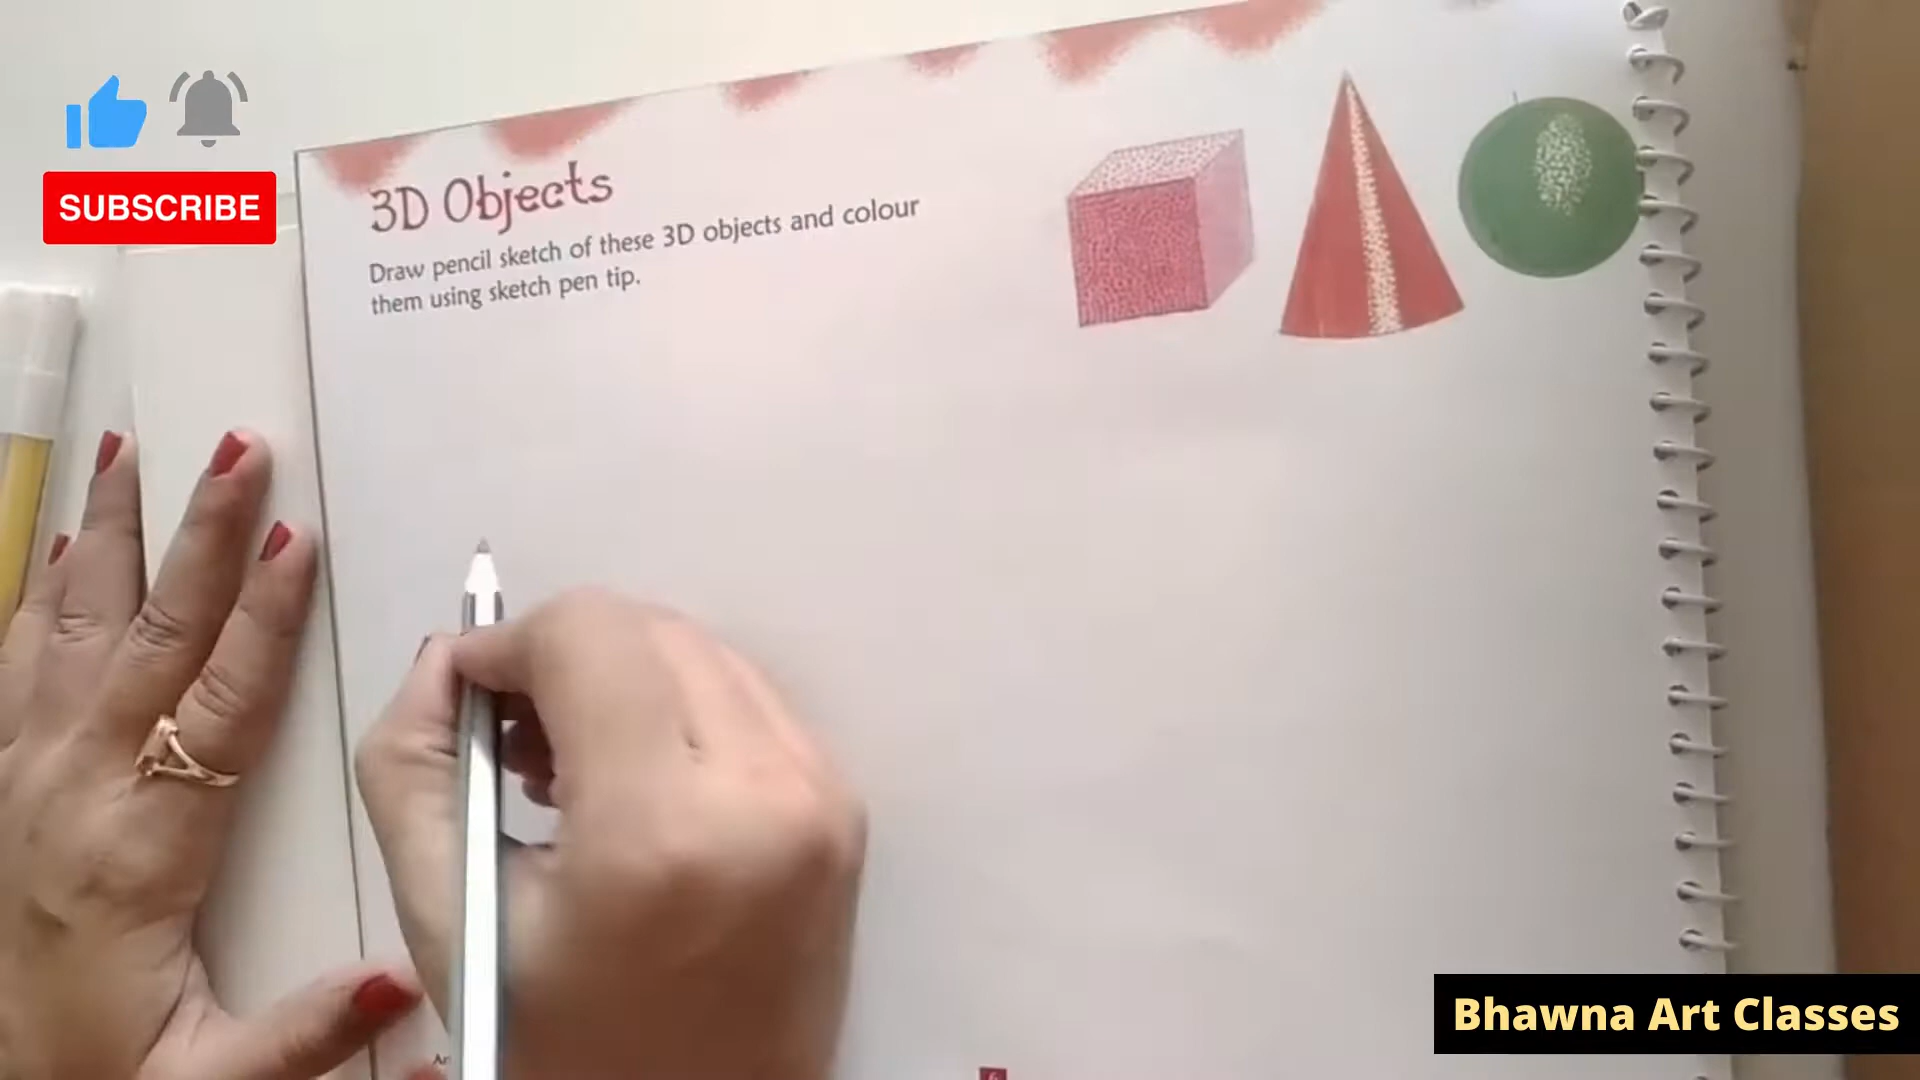 SUBSCRIBE
3D Objects
Draw pencil sketch of these 3D objects and colour
them using sketch pen tip.
6
Bhawna Art Classes